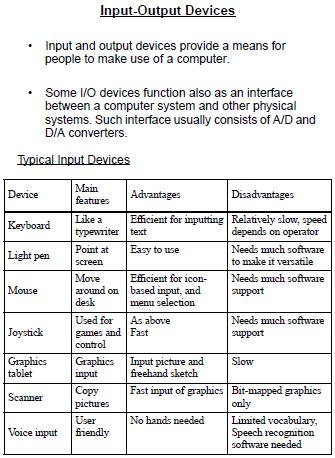 Input-Output Devices
• Input and output devices provide a means for
people to make use of a computer.
• Some I/O devices function also as an interface
between a computer system and other physical
systems. Such interface usually consists of A/D and
D/A converters.
Typical Input Devices
Device Main features Advantages Disadvantages
Keyboard Like a typewriter Efficient for inputting text Relatively slow, speed depends on operator
Light pen Point at screen Easy to use Needs much software to make it versatile
Mouse Move around on desk Efficient for icon-based input, and menu selection Needs much software support
Joystick Used for games and control As above Fast Needs much software support
Graphics tablet Graphics input Input picture and freehand sketch Slow
Scanner Copy pictures Fast input of graphics Bit-mapped graphics only
Voice input User friendly No hands needed Limited vocabulary, Speech recognition software needed